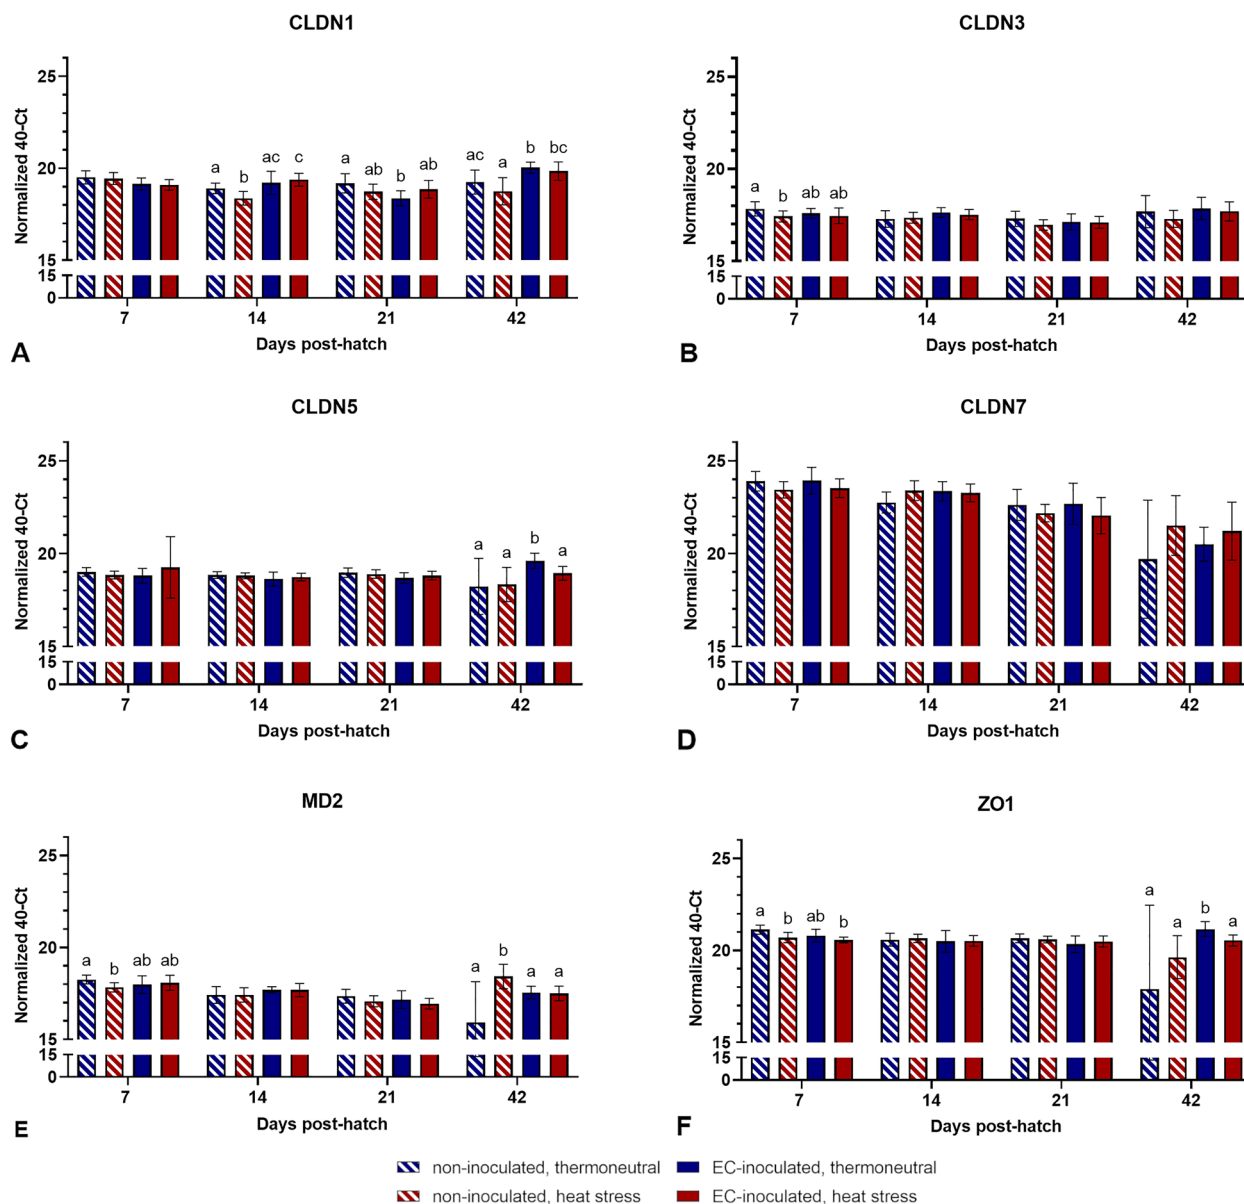 CLDN1
Normalized 40-Ct
25
20
15
15
0
a b ac c
a ab b ab
ac a b bc
7 14 21 42
Days post-hatch
A
CLDN3
Normalized 40-Ct
25
20
15
15
0
a b ab ab
7 14 21 42
Days post-hatch
B
CLDN5
Normalized 40-Ct
25
20
15
15
0
a a b a
7 14 21 42
Days post-hatch
C
CLDN7
Normalized 40-Ct
25
20
15
15
0
7 14 21 42
Days post-hatch
D
MD2
Normalized 40-Ct
25
20
15
15
0
a b ab ab
a b a a
7 14 21 42
Days post-hatch
E
ZO1
Normalized 40-Ct
25
20
15
15
0
a b ab b
a a b a
7 14 21 42
Days post-hatch
F
non-inoculated, thermoneutral
EC-inoculated, thermoneutral
non-inoculated, heat stress
EC-inoculated, heat stress